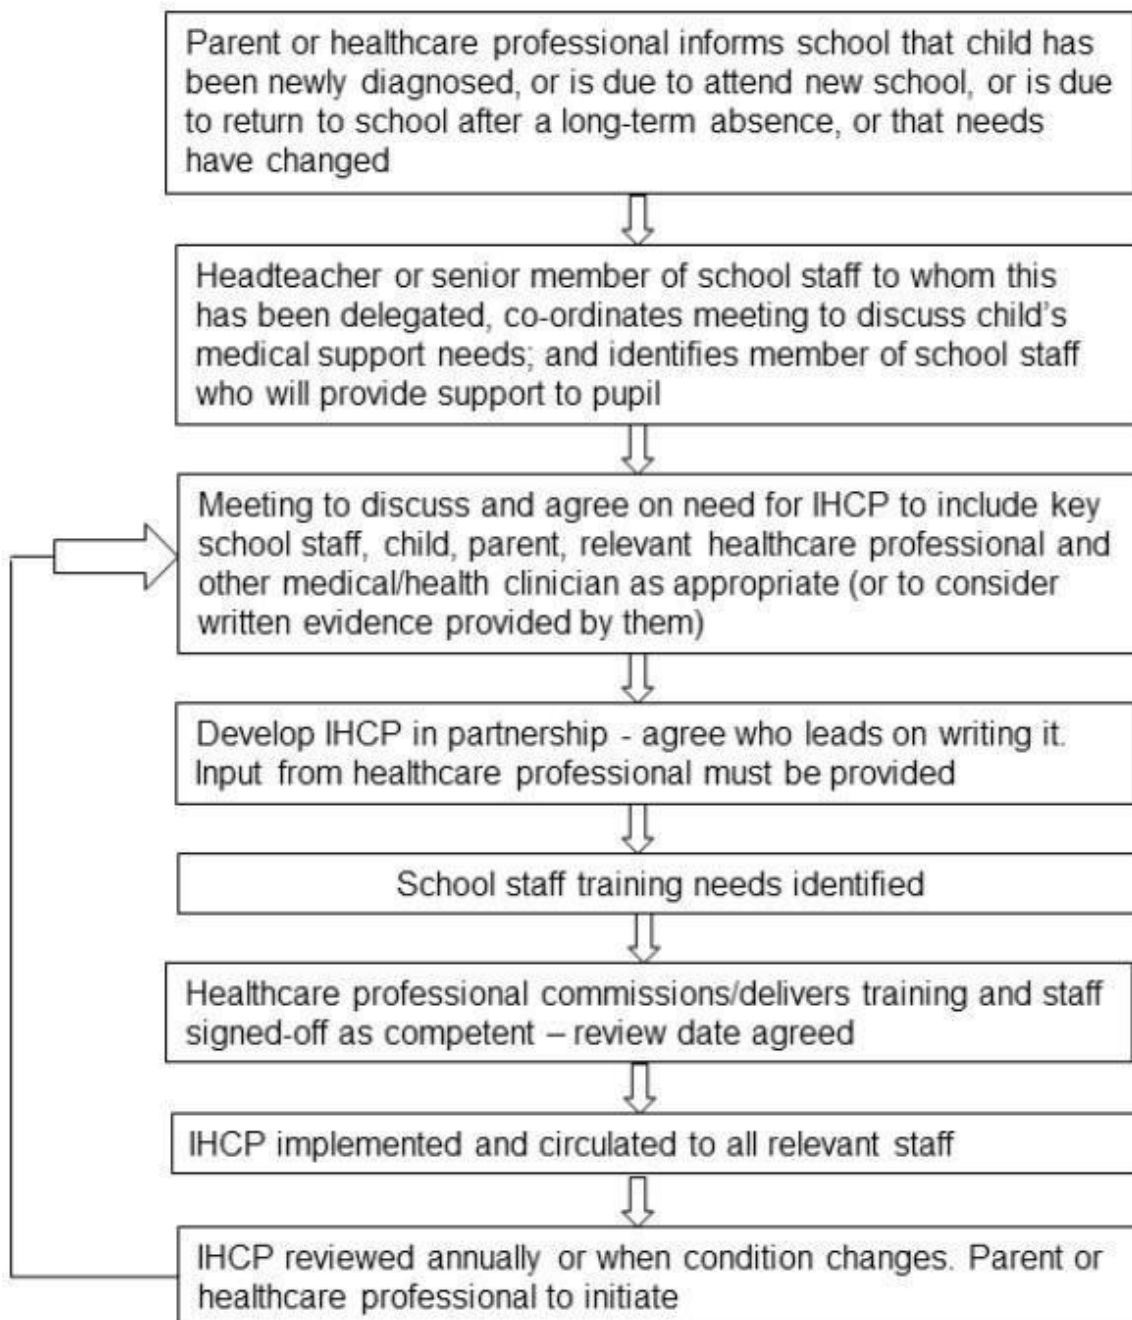 Parent or healthcare professional informs school that child has
been newly diagnosed, or is due to attend new school, or is due
to return to school after a long-term absence, or that needs
have changed
Headteacher or senior member of school staff to whom this
has been delegated, co-ordinates meeting to discuss child's
medical support needs; and identifies member of school staff
who will provide support to pupil
Meeting to discuss and agree on need for IHCP to include key
school staff, child, parent, relevant healthcare professional and
other medical/health clinician as appropriate (or to consider
written evidence provided by them)
Develop IHCP in partnership - agree who leads on writing it.
Input from healthcare professional must be provided
School staff training needs identified
Healthcare professional commissions/delivers training and staff
signed-off as competent – review date agreed
IHCP implemented and circulated to all relevant staff
IHCP reviewed annually or when condition changes. Parent or
healthcare professional to initiate